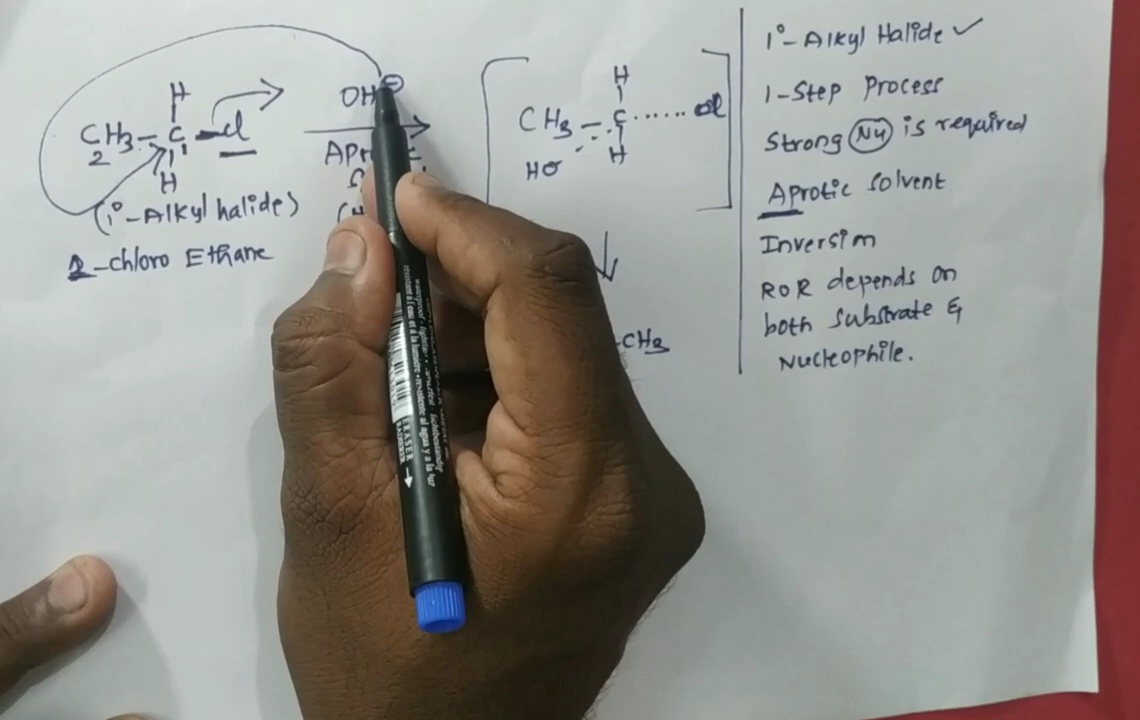 H
CH3-C-Cl
2
H
(1°-Alkyl halide)
1-chloro Ethane
OH⊖
H
CH3-C......Cl
HO
H
-CH3
1°-Alkyl Halide ✓
1-Step Process
Strong Nu is required
Aprotic Solvent
Inversion
ROR depends on
both Substrate &
Nucleophile.
ERASER →